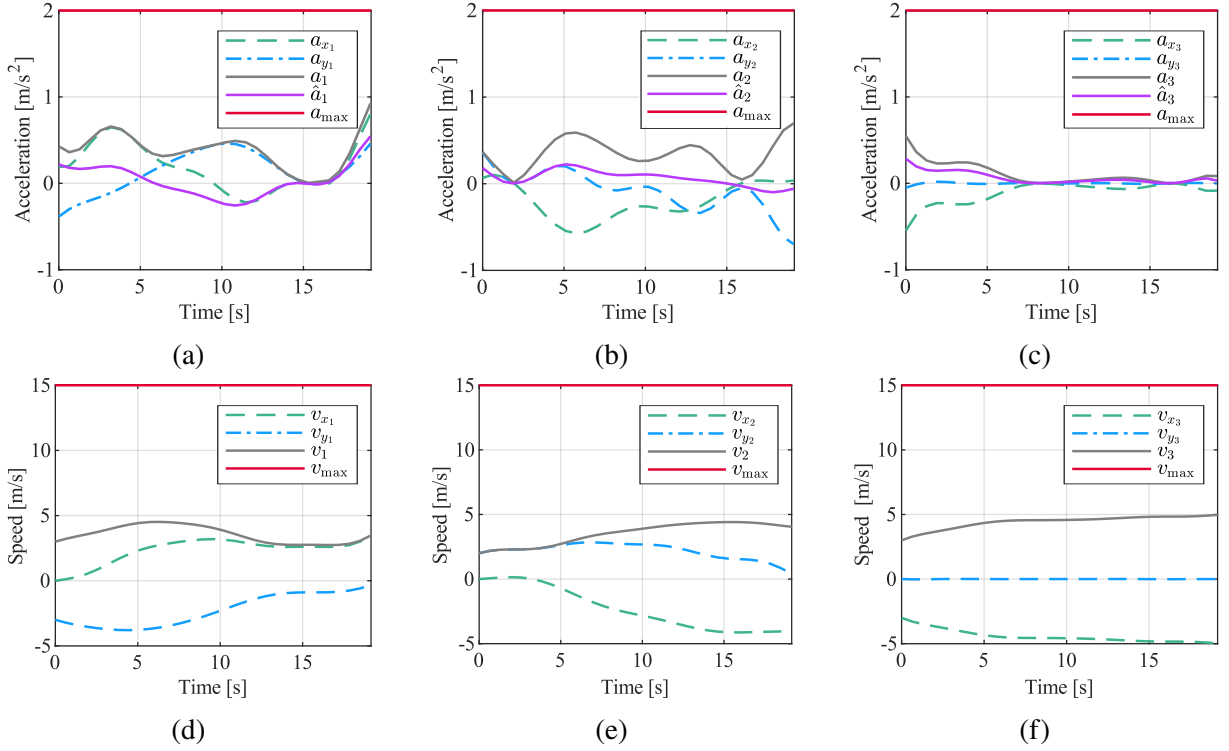 2
1
0
-1
0
5
10
15
Acceleration [m/s²]
Time [s]
a_{x_1}
a_{y_1}
a_1
â_1
a_max
(a)
2
1
0
-1
0
5
10
15
Acceleration [m/s²]
Time [s]
a_{x_2}
a_{y_2}
a_2
â_2
a_max
(b)
2
1
0
-1
0
5
10
15
Acceleration [m/s²]
Time [s]
a_{x_3}
a_{y_3}
a_3
â_3
a_max
(c)
15
10
5
0
-5
0
5
10
15
Speed [m/s]
Time [s]
v_{x_1}
v_{y_1}
v_1
v_max
(d)
15
10
5
0
-5
0
5
10
15
Speed [m/s]
Time [s]
v_{x_2}
v_{y_2}
v_2
v_max
(e)
15
10
5
0
-5
0
5
10
15
Speed [m/s]
Time [s]
v_{x_3}
v_{y_3}
v_3
v_max
(f)